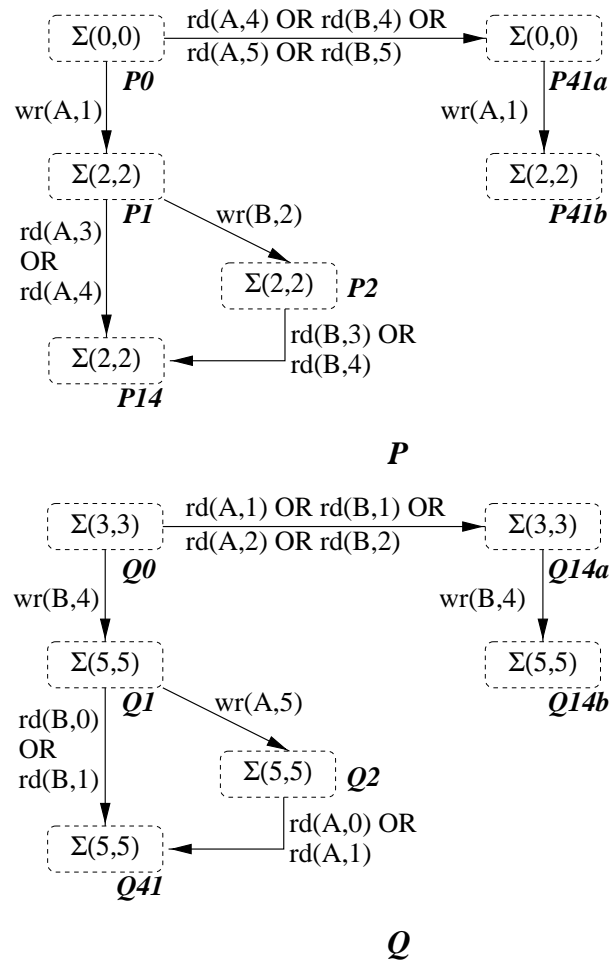 Σ(0,0)
rd(A,4) OR rd(B,4) OR
rd(A,5) OR rd(B,5)
Σ(0,0)
P0
P41a
wr(A,1)
wr(A,1)
Σ(2,2)
Σ(2,2)
P1
P41b
rd(A,3)
OR
rd(A,4)
wr(B,2)
Σ(2,2)
P2
rd(B,3) OR
rd(B,4)
Σ(2,2)
P14
P
Σ(3,3)
rd(A,1) OR rd(B,1) OR
rd(A,2) OR rd(B,2)
Σ(3,3)
Q0
Q14a
wr(B,4)
wr(B,4)
Σ(5,5)
Σ(5,5)
Q1
Q14b
rd(B,0)
OR
rd(B,1)
wr(A,5)
Σ(5,5)
Q2
rd(A,0) OR
rd(A,1)
Σ(5,5)
Q41
Q